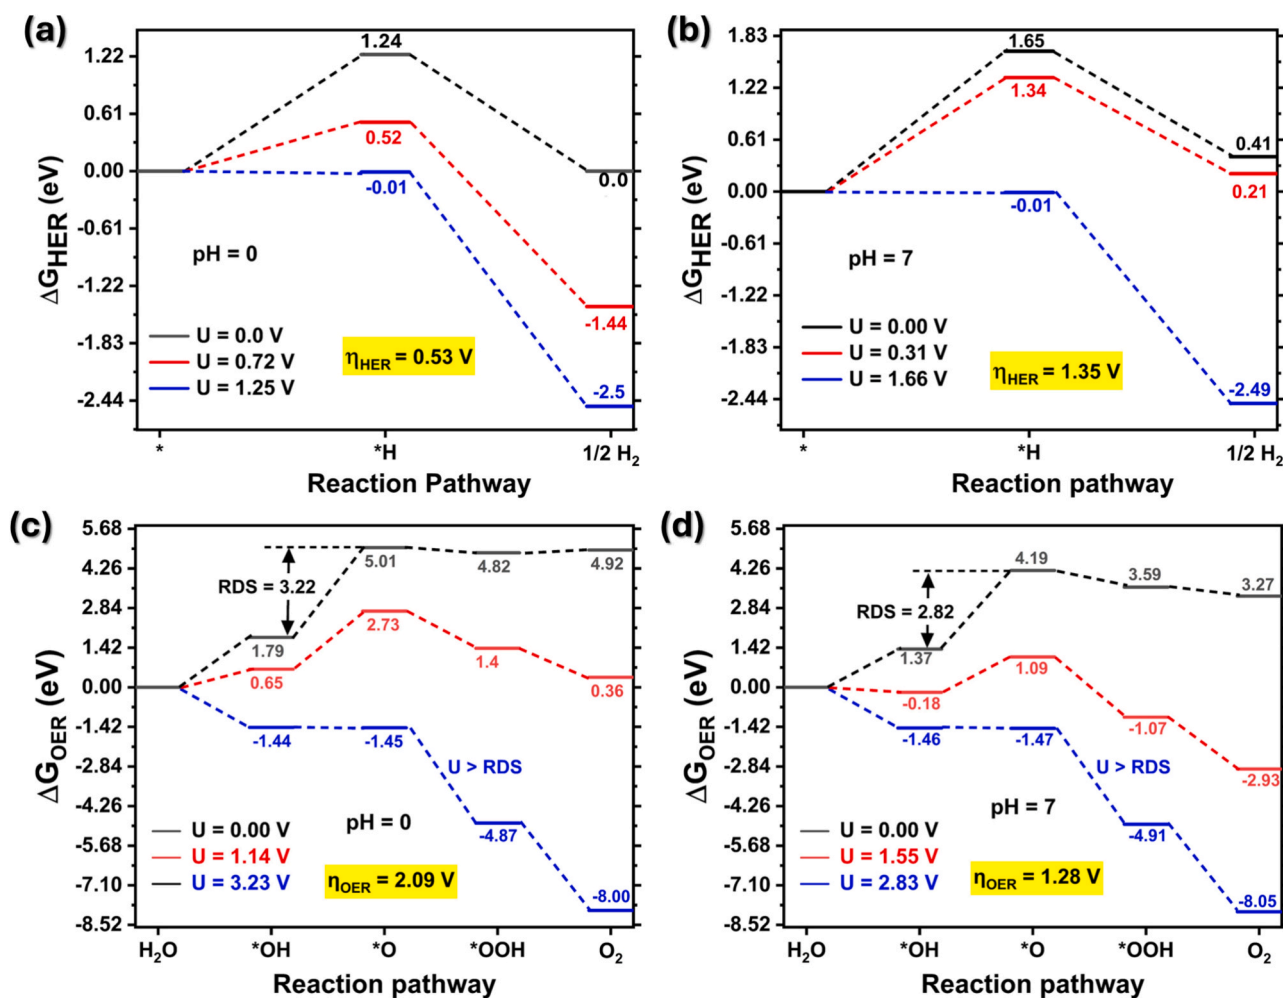 (a)
1.24
1.22
0.61
0.52
0.00
-0.01
0.0
-0.61
pH = 0
-1.22
-1.44
U = 0.0 V
-1.83
U = 0.72 V
ηHER = 0.53 V
U = 1.25 V
-2.5
-2.44
ΔGHER (eV)
*
*H
1/2 H2
Reaction Pathway
(b)
1.83
1.65
1.22
1.34
0.61
0.41
0.21
0.00
-0.01
-0.61
pH = 7
-1.22
U = 0.00 V
U = 0.31 V
-1.83
ηHER = 1.35 V
U = 1.66 V
-2.44
-2.49
ΔGHER (eV)
*
*H
1/2 H2
Reaction pathway
(c)
5.68
5.01
4.82
4.92
4.26
RDS = 3.22
2.84
2.73
1.79
1.42
1.4
0.65
0.36
0.00
-1.42
-1.44
-1.45
U > RDS
-2.84
-4.26
pH = 0
-4.87
U = 0.00 V
-5.68
U = 1.14 V
U = 3.23 V
ηOER = 2.09 V
-7.10
-8.00
-8.52
ΔGOER (eV)
H2O
*OH
*O
*OOH
O2
Reaction pathway
(d)
5.68
4.19
4.26
3.59
3.27
RDS = 2.82
2.84
1.42
1.37
1.09
0.00
-0.18
-1.07
-1.42
-1.46
-1.47
U > RDS
-2.84
-2.93
-4.26
pH = 7
-4.91
U = 0.00 V
-5.68
U = 1.55 V
U = 2.83 V
ηOER = 1.28 V
-7.10
-8.05
-8.52
ΔGOER (eV)
H2O
*OH
*O
*OOH
O2
Reaction pathway